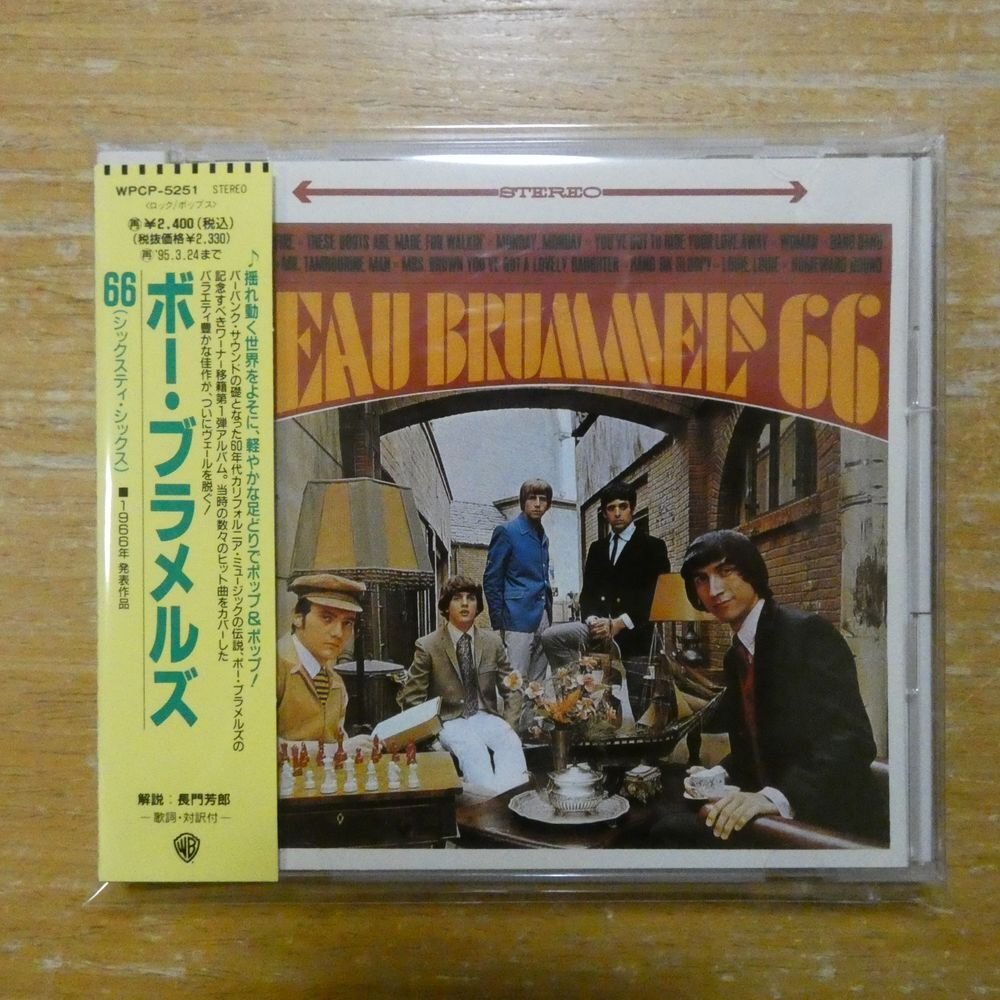 WPCP-5251 STEREO
〈ロック/ポップス〉
再¥2,400(税込)
(税抜価格¥2,330)
再'95.3.24まで
♪揺れ動く世界をよそに、軽やかな足どりでポップ&ポップ!
バーバンク・サウンドの礎となった60年代カリフォルニア・ミュージックの伝説、ボー・ブラメルズの
記念すべきワーナー移籍第1弾アルバム。当時の数々のヒット曲をカバーした
バラエティ豊かな佳作が、ついにヴェールを脱ぐ!
ボー・ブラメルズ
66(シックスティ・シックス) ■1966年 発表作品
解説:長門芳郎
—歌詞・対訳付—
WB
STEREO
THESE BOOTS ARE MADE FOR WALKIN' • MONDAY, MONDAY • YOU'VE GOT TO HIDE YOUR LOVE AWAY • WOMAN • BANG BANG
MR. TAMBOURINE MAN • MRS. BROWN YOU'VE GOT A LOVELY DAUGHTER • HANG ON SLOOPY • LOUIE, LOUIE • HOMEWARD BOUND
EAU BRUMMELS 66